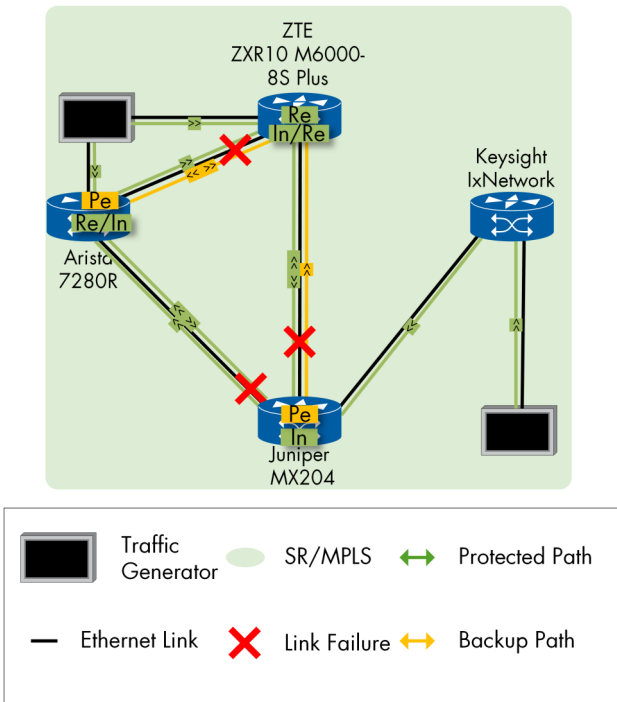 ZTE
ZXR10 M6000-
8S Plus
Re
In/Re
>>
>>
<< >>
Keysight
IxNetwork
>>
Pe
Re/In
Arista
7280R
<< >>
>>
<<
<<
<<
>>
<<
<<
Pe
In
Juniper
MX204
Traffic
Generator
SR/MPLS
Protected Path
Ethernet Link
Link Failure
Backup Path